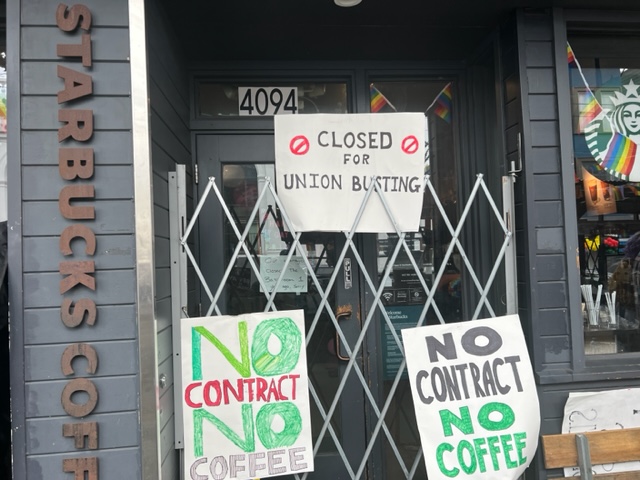 STARBUCKS COFF
4094
CLOSED
FOR
UNION BUSTING
NO
CONTRACT
NO
COFFEE
NO
CONTRACT
NO
COFFEE